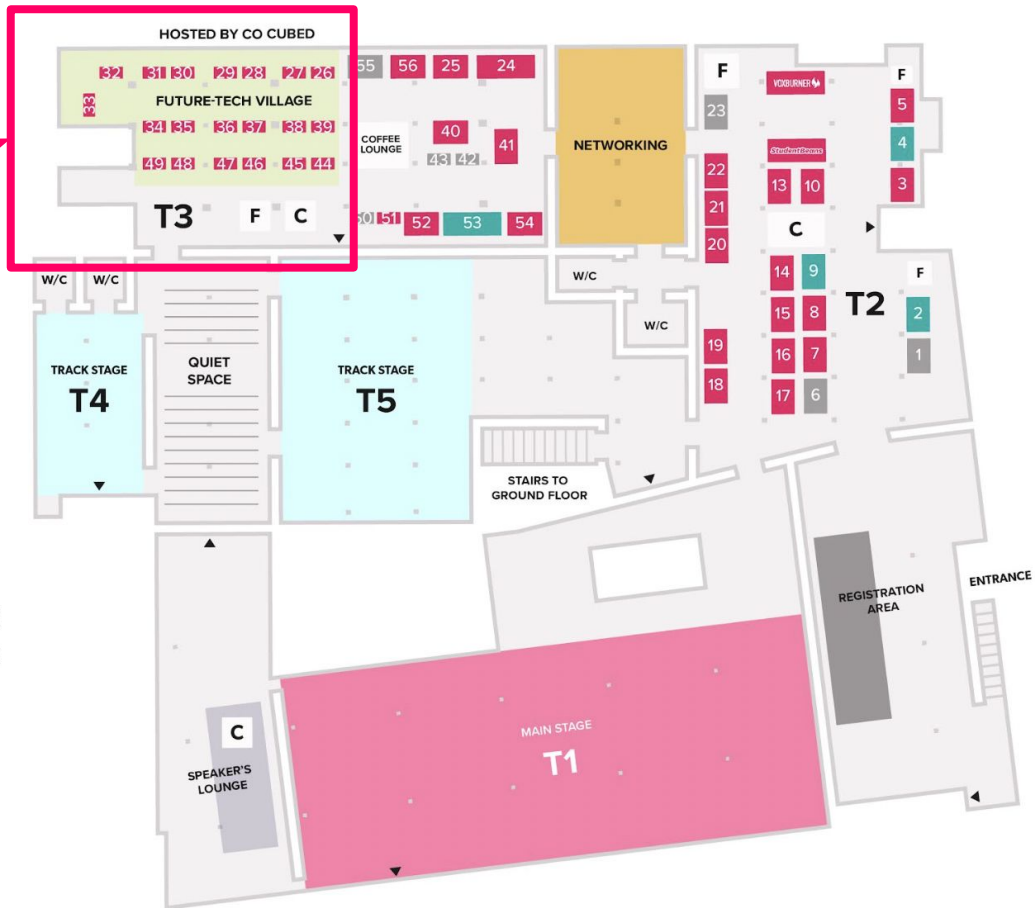 HOSTED BY CO CUBED
32 31 30 29 28 27 26
55 56 25 24
33
FUTURE-TECH VILLAGE
34 35 36 37 38 39
49 48 47 46 45 44
COFFEE
LOUNGE
40
41
43 42
T3
F
C
51 52 53 54
NETWORKING
F
23
22
21
20
19
18
VOXBURNER
StudentBeans
13 10
C
14 9
15 8
16 7
17 6
F
5
4
3
T2
F
2
1
W/C
W/C
W/C
W/C
TRACK STAGE
T4
QUIET
SPACE
TRACK STAGE
T5
STAIRS TO
GROUND FLOOR
REGISTRATION
AREA
ENTRANCE
MAIN STAGE
T1
C
SPEAKER'S
LOUNGE